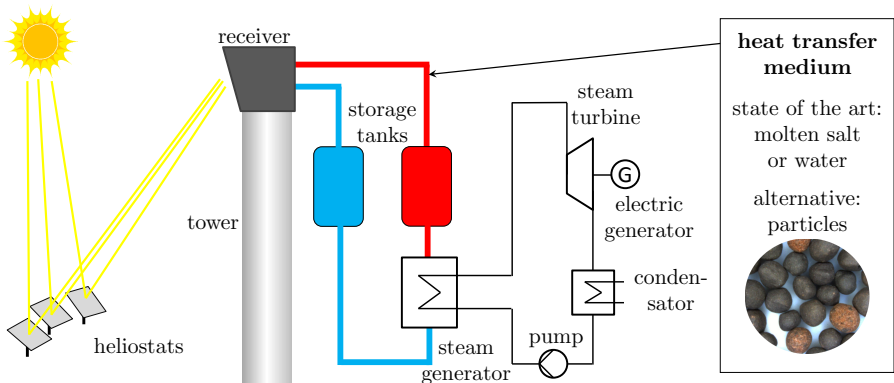 receiver
storage
tanks
steam
turbine
G
electric
generator
tower
conden-
sator
pump
heliostats
steam
generator
heat transfer
medium
state of the art:
molten salt
or water
alternative:
particles